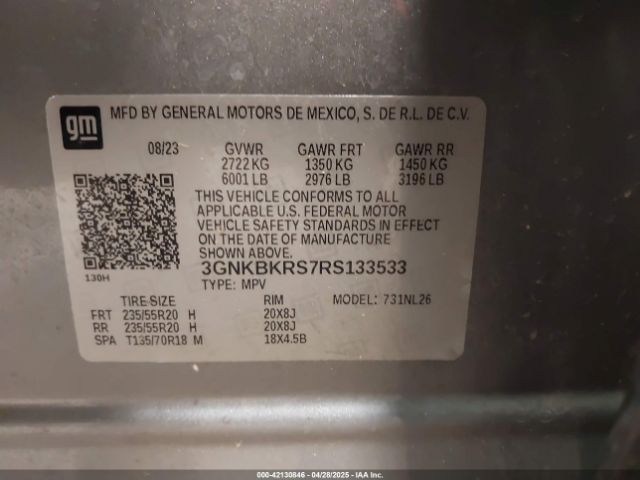 gm
MFD BY GENERAL MOTORS DE MEXICO, S. DE R.L. DE C.V.
08/23 GVWR GAWR FRT GAWR RR
2722 KG 1350 KG 1450 KG
6001 LB 2976 LB 3196 LB
THIS VEHICLE CONFORMS TO ALL
APPLICABLE U.S. FEDERAL MOTOR
VEHICLE SAFETY STANDARDS IN EFFECT
ON THE DATE OF MANUFACTURE
SHOWN ABOVE.
3GNKBKRS7RS133533
130H
TYPE: MPV
TIRE SIZE RIM MODEL: 731NL26
FRT 235/55R20 H 20X8J
RR 235/55R20 H 20X8J
SPA T135/70R18 M 18X4.5B
000-42130846 - 04/28/2025 - IAA Inc.